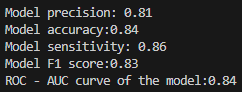 Model precision: 0.81
Model accuracy:0.84
Model sensitivity: 0.86
Model F1 score:0.83
ROC - AUC curve of the model:0.84